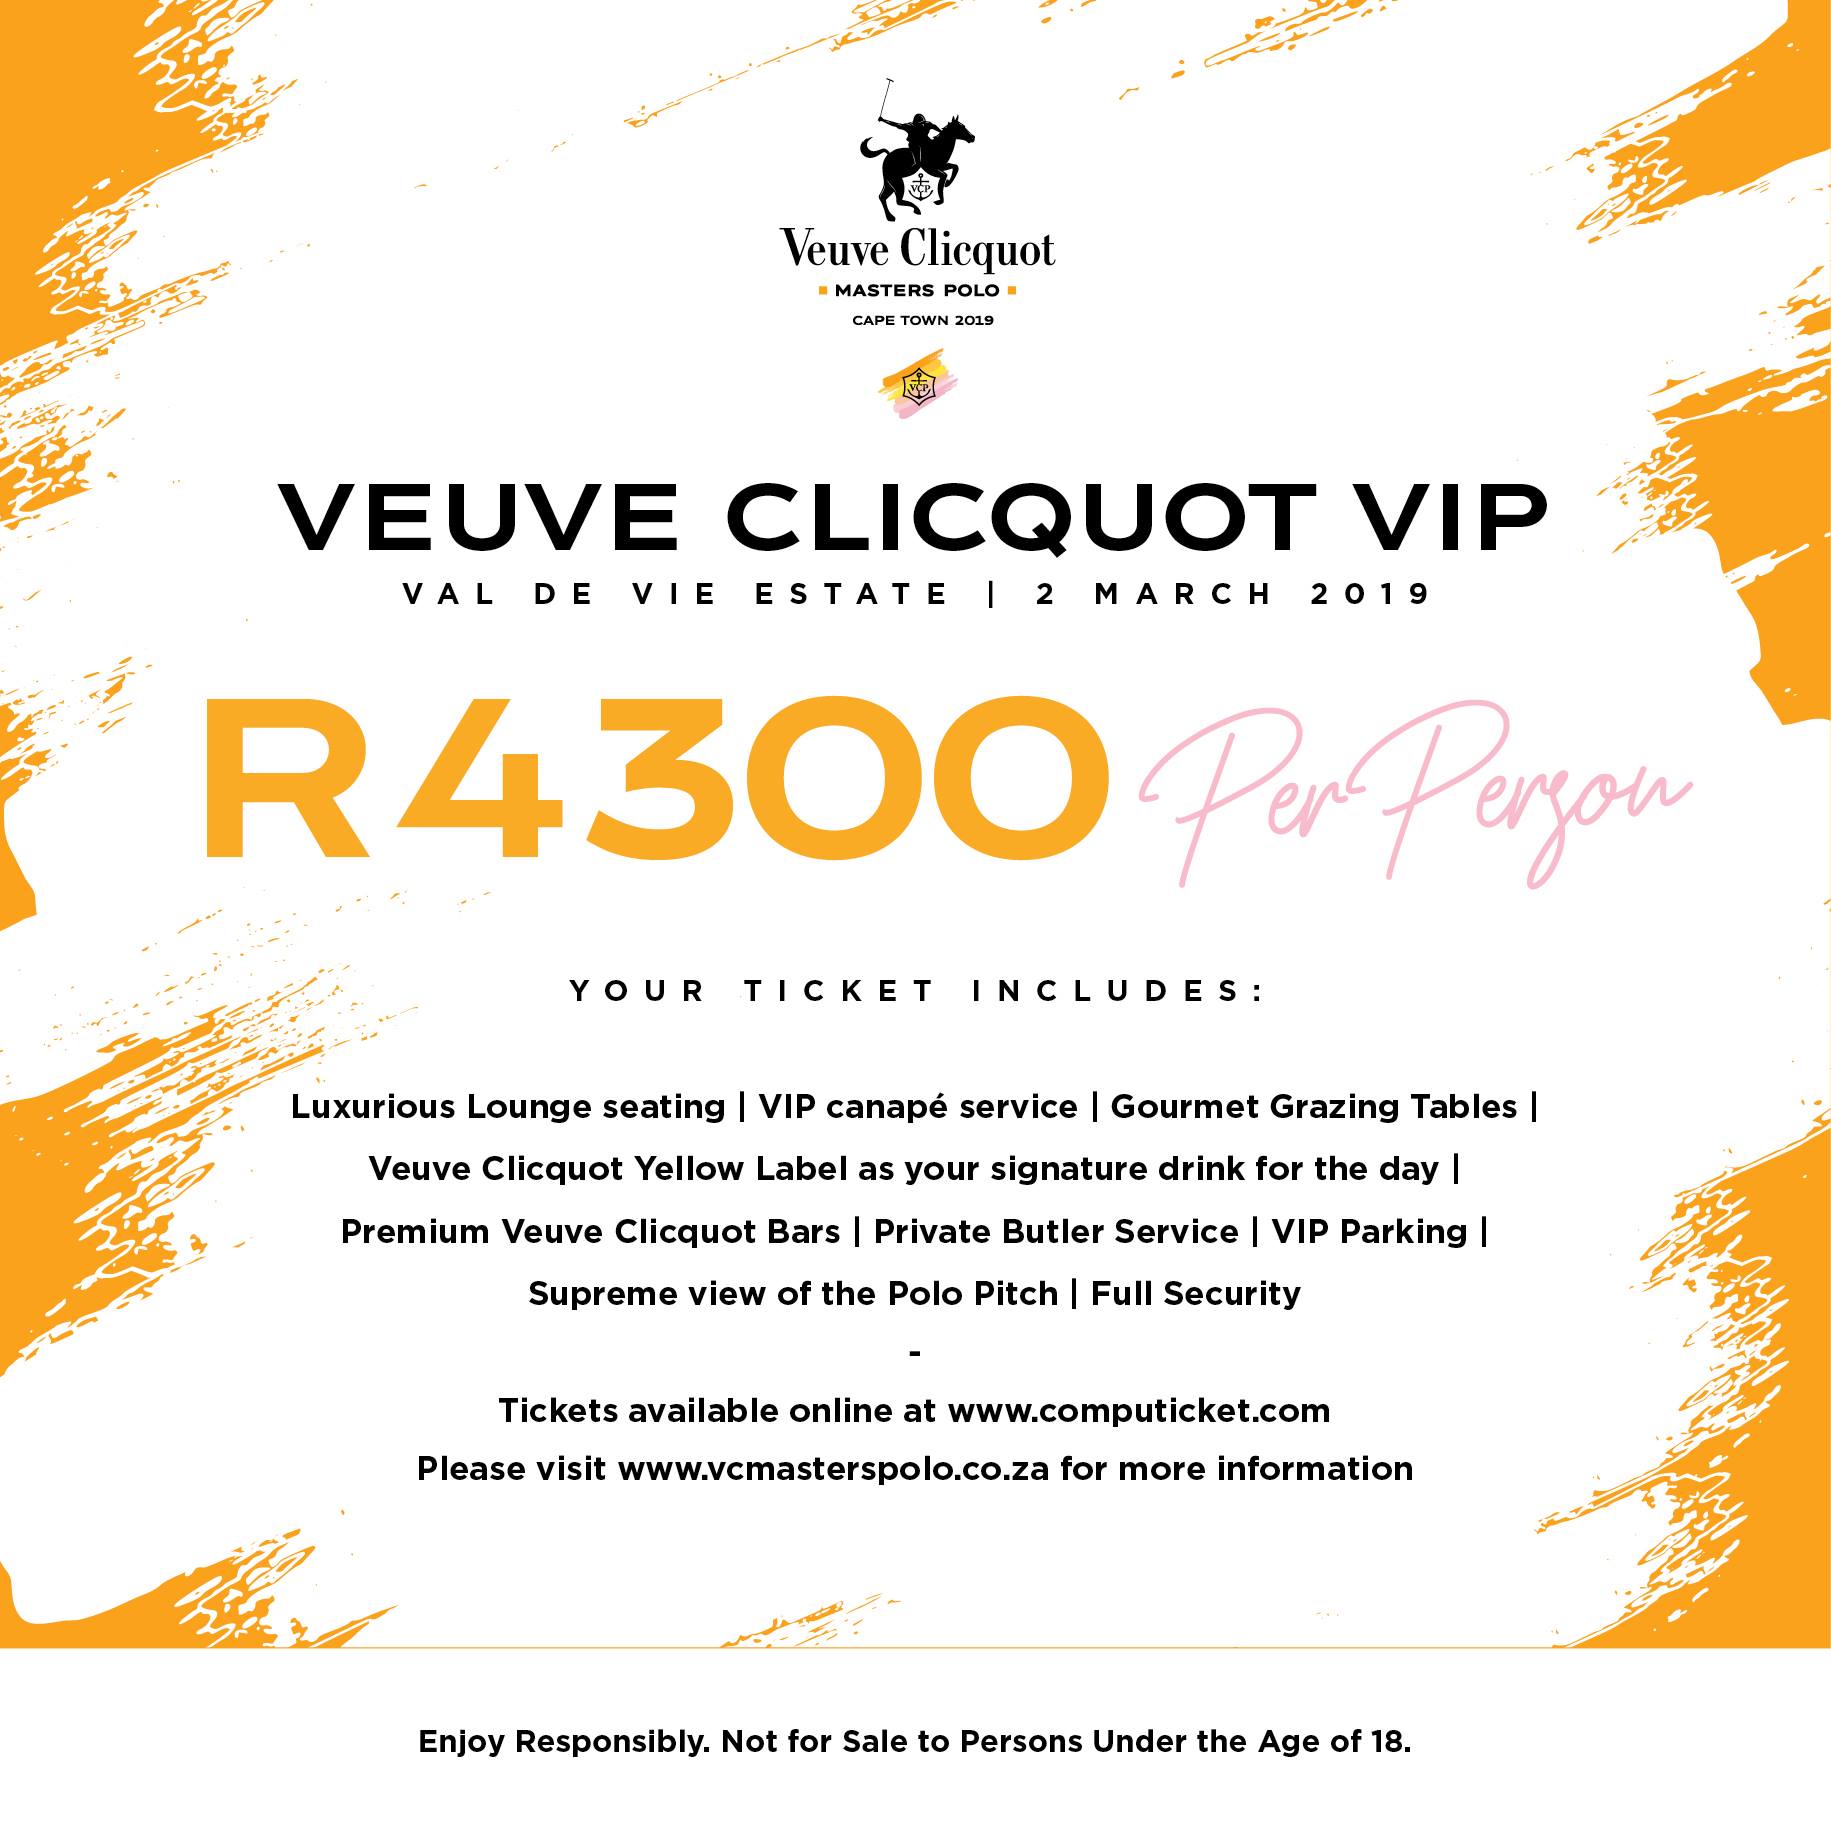 VCP
Veuve Clicquot
MASTERS POLO
CAPE TOWN 2019
VCP
VEUVE CLICQUOT VIP
VAL DE VIE ESTATE | 2 MARCH 2019
R4300 Per Person
YOUR TICKET INCLUDES:
Luxurious Lounge seating | VIP canapé service | Gourmet Grazing Tables |
Veuve Clicquot Yellow Label as your signature drink for the day |
Premium Veuve Clicquot Bars | Private Butler Service | VIP Parking |
Supreme view of the Polo Pitch | Full Security
-
Tickets available online at www.computicket.com
Please visit www.vcmasterspolo.co.za for more information
Enjoy Responsibly. Not for Sale to Persons Under the Age of 18.